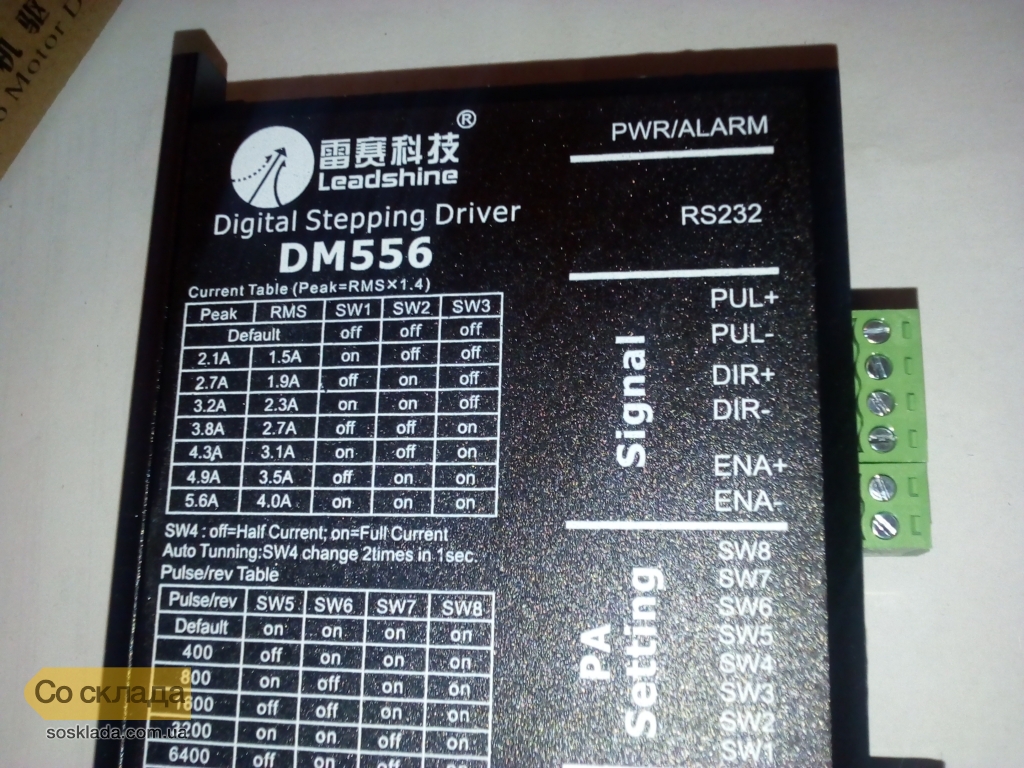 机 驱
Motor D
雷赛科技®
Leadshine
Digital Stepping Driver
DM556
Current Table (Peak=RMS×1.4)
Peak RMS SW1 SW2 SW3
Default off off off
2.1A 1.5A on off off
2.7A 1.9A off on off
3.2A 2.3A on on off
3.8A 2.7A off off on
4.3A 3.1A on off on
4.9A 3.5A off on on
5.6A 4.0A on on on
SW4 : off=Half Current; on=Full Current
Auto Tunning:SW4 change 2times in 1sec.
Pulse/rev Table
Pulse/rev SW5 SW6 SW7 SW8
Default on on on on
400 off on on on
800 on off on on
1600 off off on on
3200 on on off on
6400 off on off on
PWR/ALARM
RS232
Signal
PUL+
PUL-
DIR+
DIR-
ENA+
ENA-
PA
Setting
SW8
SW7
SW6
SW5
SW4
SW3
SW2
SW1
Со склада
sosklada.com.ua